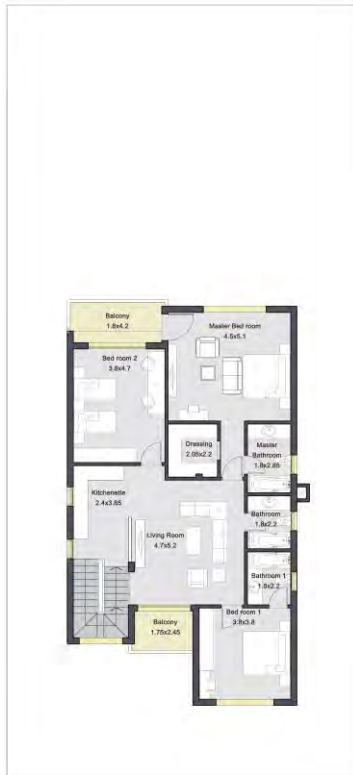 Balcony
1.8x4.2
Master Bed room
4.5x5.1
Bed room 2
3.8x4.7
Dressing
2.05x2.2
Master
Bathroom
1.8x2.85
Kitchenette
2.4x3.65
Bathroom
1.8x2.2
Living Room
4.7x5.2
Bathroom 1
1.8x2.2
Bed room 1
3.8x3.8
Balcony
1.75x2.45